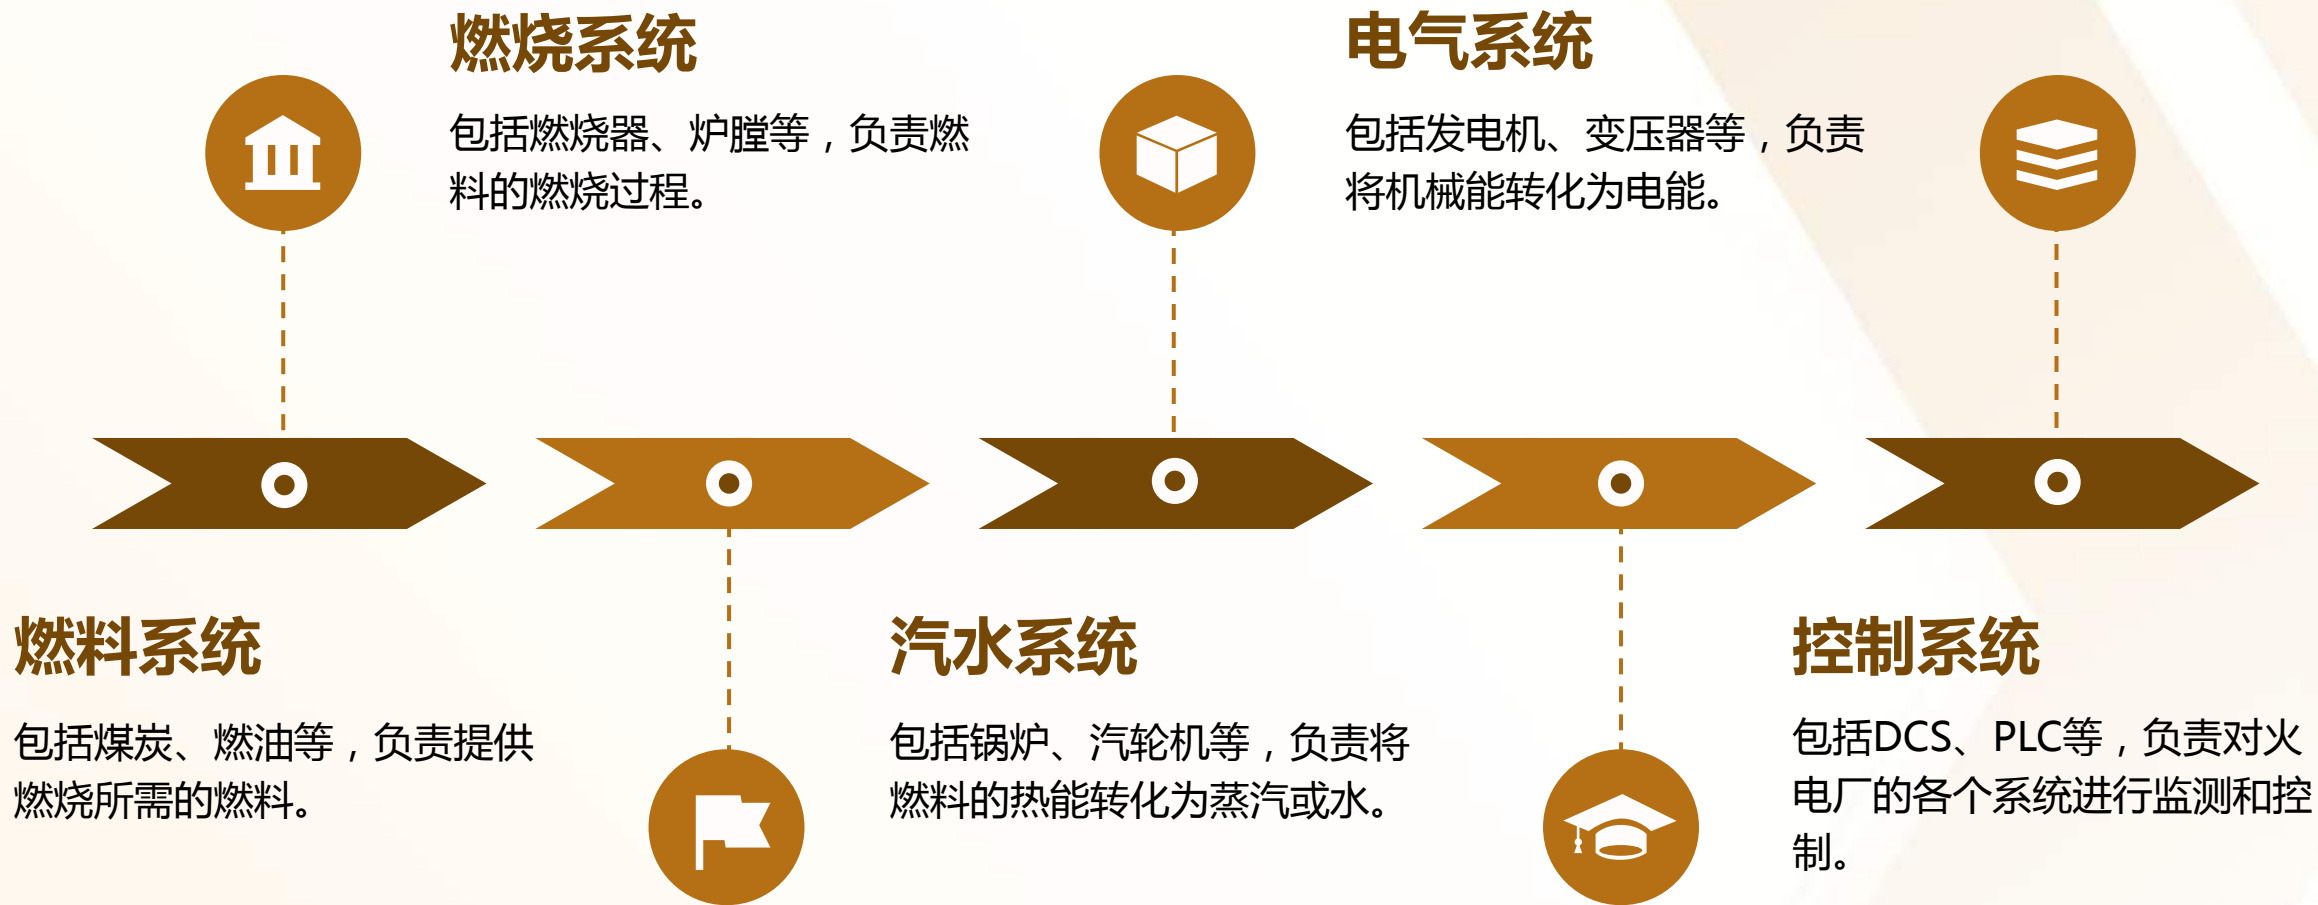 燃烧系统
包括燃烧器、炉膛等，负责燃
料的燃烧过程。
电气系统
包括发电机、变压器等，负责
将机械能转化为电能。
燃料系统
包括煤炭、燃油等，负责提供
燃烧所需的燃料。
汽水系统
包括锅炉、汽轮机等，负责将
燃料的热能转化为蒸汽或水。
控制系统
包括DCS、PLC等，负责对火
电厂的各个系统进行监测和控
制。